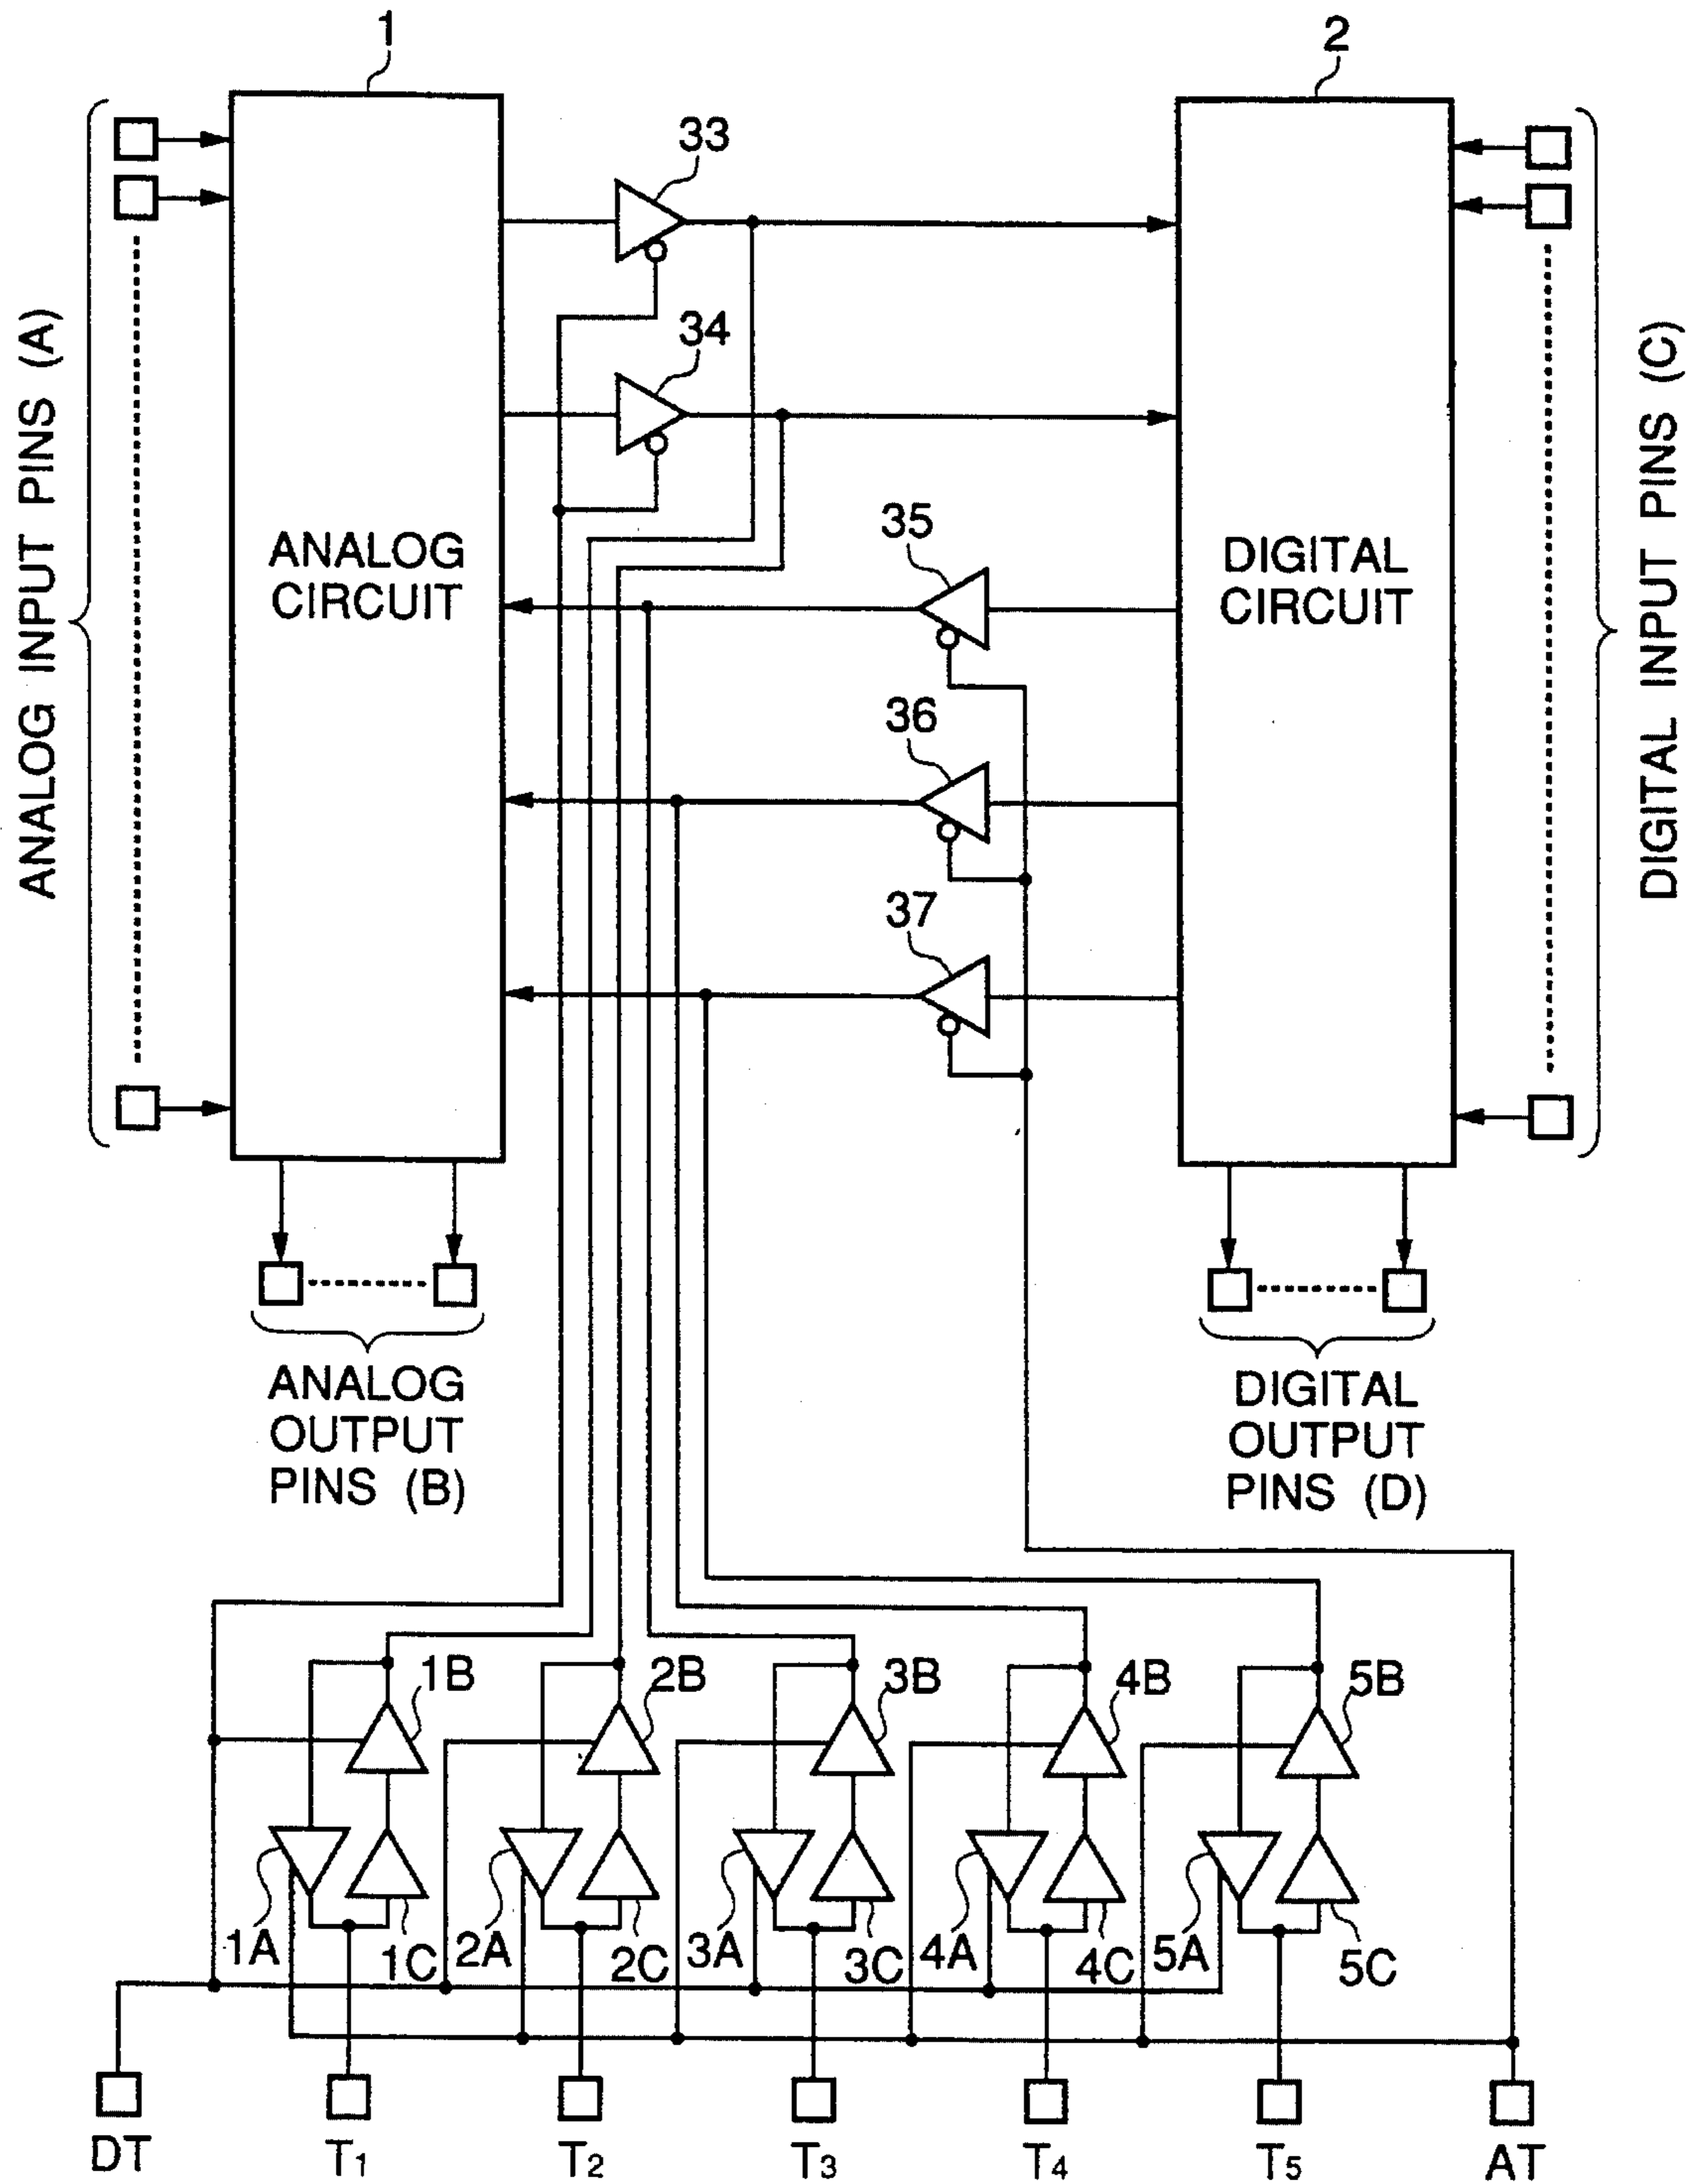 1
2
33
34
35
36
37
ANALOG INPUT PINS (A)
ANALOG
CIRCUIT
DIGITAL
CIRCUIT
DIGITAL INPUT PINS (C)
ANALOG
OUTPUT
PINS (B)
DIGITAL
OUTPUT
PINS (D)
1B
2B
3B
4B
5B
1A
1C
2A
2C
3A
3C
4A
4C
5A
5C
DT
T1
T2
T3
T4
T5
AT